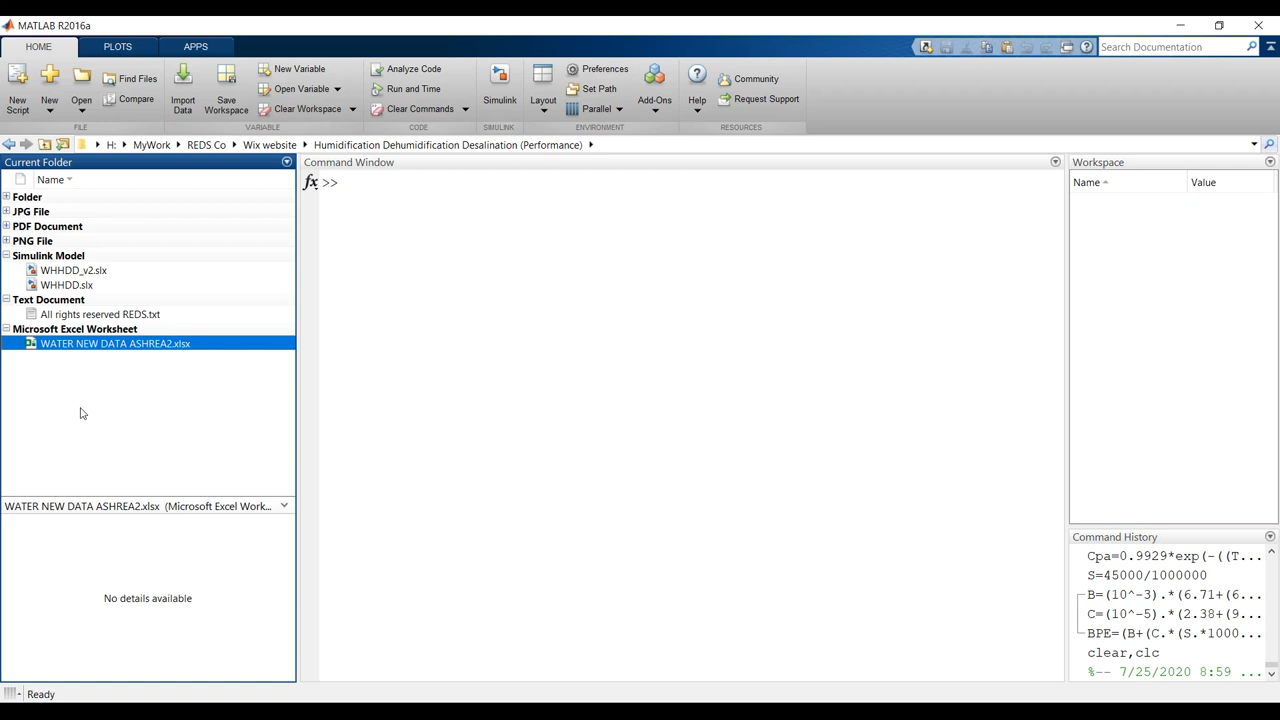 MATLAB R2016a
HOME PLOTS APPS
Search Documentation
New Script
New
Open
Find Files
Compare
FILE
Import Data
Save Workspace
New Variable
Open Variable
Clear Workspace
VARIABLE
Analyze Code
Run and Time
Clear Commands
CODE
Simulink
SIMULINK
Layout
Preferences
Set Path
Parallel
Add-Ons
ENVIRONMENT
Help
Community
Request Support
RESOURCES
H: MyWork REDS Co Wix website Humidification Dehumidification Desalination (Performance)
Current Folder
Name
Folder
JPG File
PDF Document
PNG File
Simulink Model
WHHDD_v2.slx
WHHDD.slx
Text Document
All rights reserved REDS.txt
Microsoft Excel Worksheet
WATER NEW DATA ASHREA2.xlsx
WATER NEW DATA ASHREA2.xlsx (Microsoft Excel Work...
No details available
Command Window
fx >>
Workspace
Name Value
Command History
Cpa=0.9929*exp(-((T...
S=45000/1000000
B=(10^-3).*(6.71+(6...
C=(10^-5).*(2.38+(9...
BPE=(B+(C.*(S.*1000...
clear,clc
%-- 7/25/2020 8:59 ...
Ready